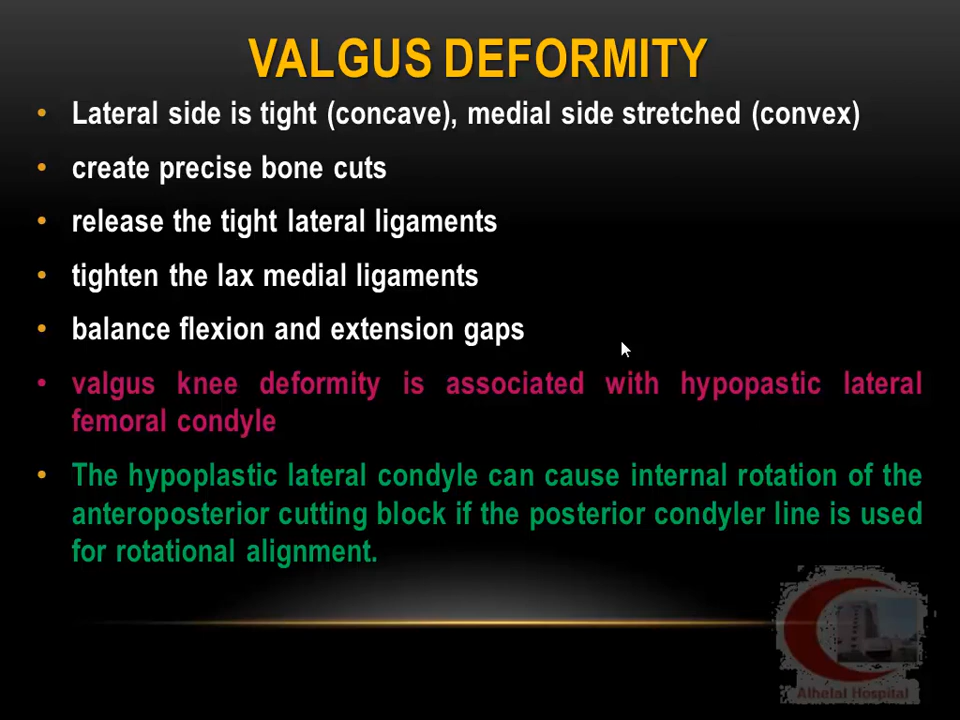 VALGUS DEFORMITY
• Lateral side is tight (concave), medial side stretched (convex)
• create precise bone cuts
• release the tight lateral ligaments
• tighten the lax medial ligaments
• balance flexion and extension gaps
• valgus knee deformity is associated with hypopastic lateral
femoral condyle
• The hypoplastic lateral condyle can cause internal rotation of the
anteroposterior cutting block if the posterior condyler line is used
for rotational alignment.
Alhelal Hospital